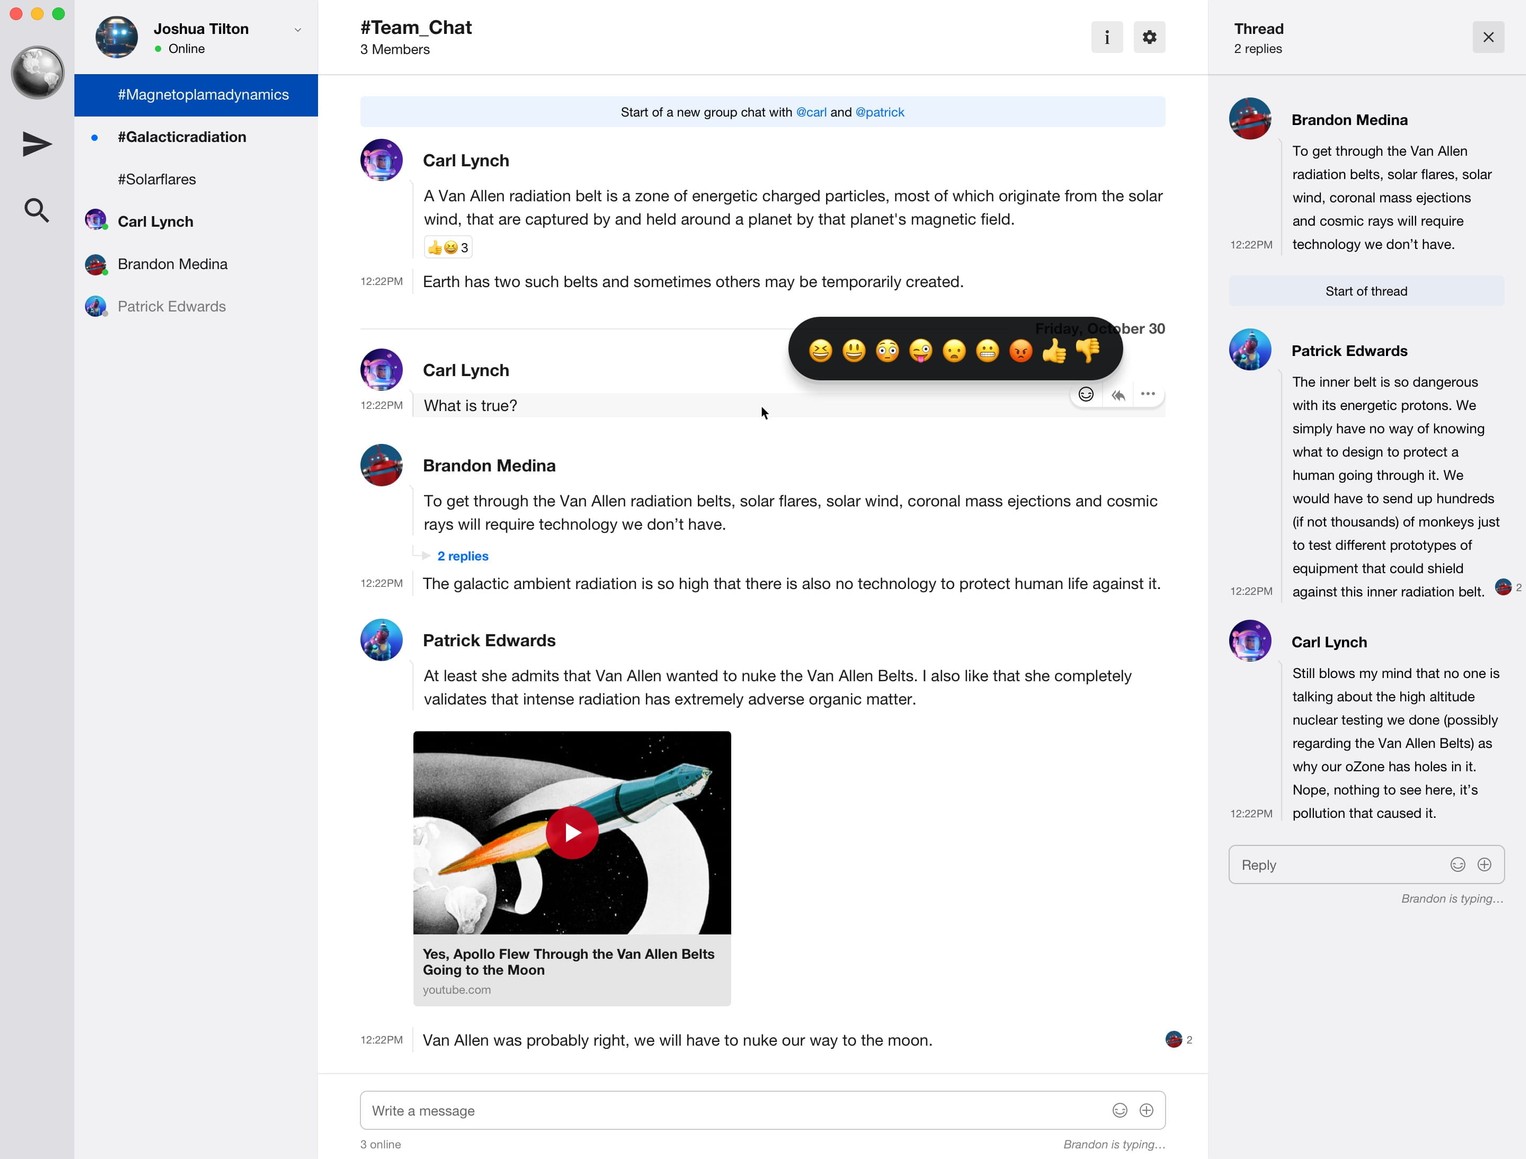 Joshua Tilton
Online
#Magnetoplamadynamics
#Galacticradiation
#Solarflares
Carl Lynch
Brandon Medina
Patrick Edwards
#Team_Chat
3 Members
i
Start of a new group chat with @carl and @patrick
Carl Lynch
A Van Allen radiation belt is a zone of energetic charged particles, most of which originate from the solar
wind, that are captured by and held around a planet by that planet's magnetic field.
3
12:22PM Earth has two such belts and sometimes others may be temporarily created.
Friday, October 30
Carl Lynch
12:22PM What is true?
Brandon Medina
To get through the Van Allen radiation belts, solar flares, solar wind, coronal mass ejections and cosmic
rays will require technology we don’t have.
2 replies
12:22PM The galactic ambient radiation is so high that there is also no technology to protect human life against it.
Patrick Edwards
At least she admits that Van Allen wanted to nuke the Van Allen Belts. I also like that she completely
validates that intense radiation has extremely adverse organic matter.
Yes, Apollo Flew Through the Van Allen Belts
Going to the Moon
youtube.com
12:22PM Van Allen was probably right, we will have to nuke our way to the moon. 2
Write a message
3 online
Brandon is typing...
Thread
2 replies
Brandon Medina
To get through the Van Allen
radiation belts, solar flares, solar
wind, coronal mass ejections
and cosmic rays will require
12:22PM technology we don’t have.
Start of thread
Patrick Edwards
The inner belt is so dangerous
with its energetic protons. We
simply have no way of knowing
what to design to protect a
human going through it. We
would have to send up hundreds
(if not thousands) of monkeys just
to test different prototypes of
equipment that could shield
12:22PM against this inner radiation belt. 2
Carl Lynch
Still blows my mind that no one is
talking about the high altitude
nuclear testing we done (possibly
regarding the Van Allen Belts) as
why our oZone has holes in it.
Nope, nothing to see here, it’s
12:22PM pollution that caused it.
Reply
Brandon is typing...